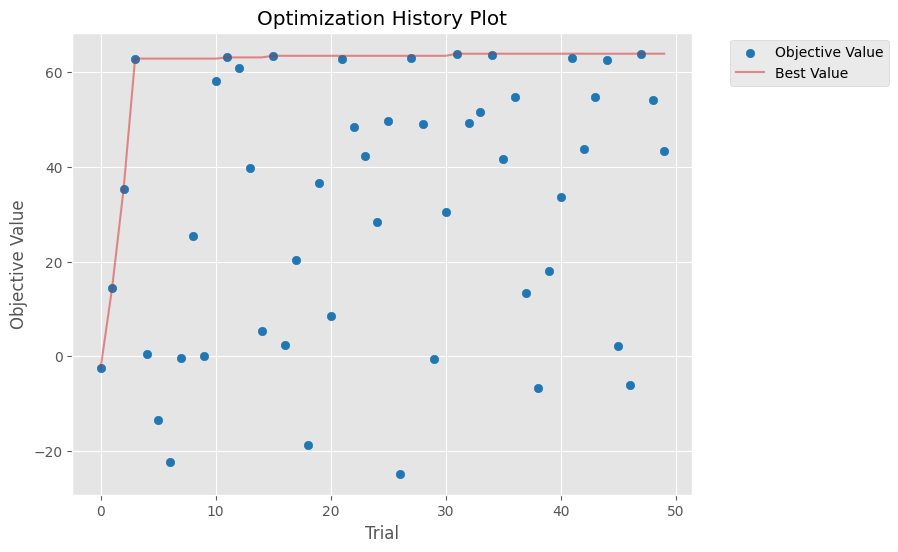 Optimization History Plot
Objective Value
Best Value
Objective Value
60
40
20
0
−20
0 10 20 30 40 50
Trial